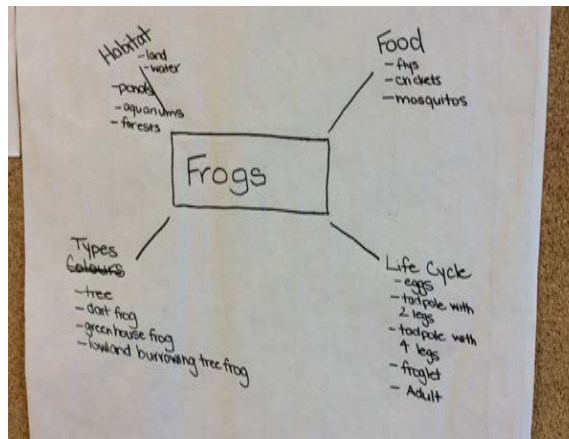 Habitat
-land
-water
-ponds
-aquariums
-forests
Food
-flys
-crickets
-mosquitos
Frogs
Types
Colours
-tree
-dart frog
-greenhouse frog
-lowland burrowing tree frog
Life Cycle
-eggs
-tadpole with
2 legs
-tadpole with
4 legs
-froglet
- Adult